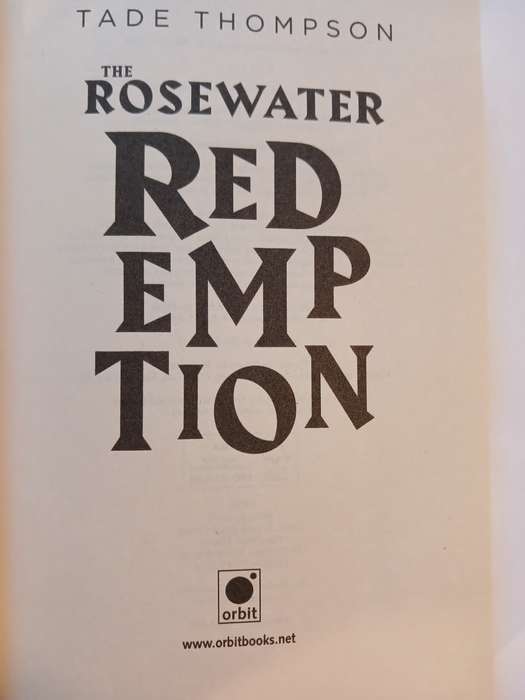 TADE THOMPSON
THE
ROSEWATER
RED
EMP
TION
orbit
www.orbitbooks.net